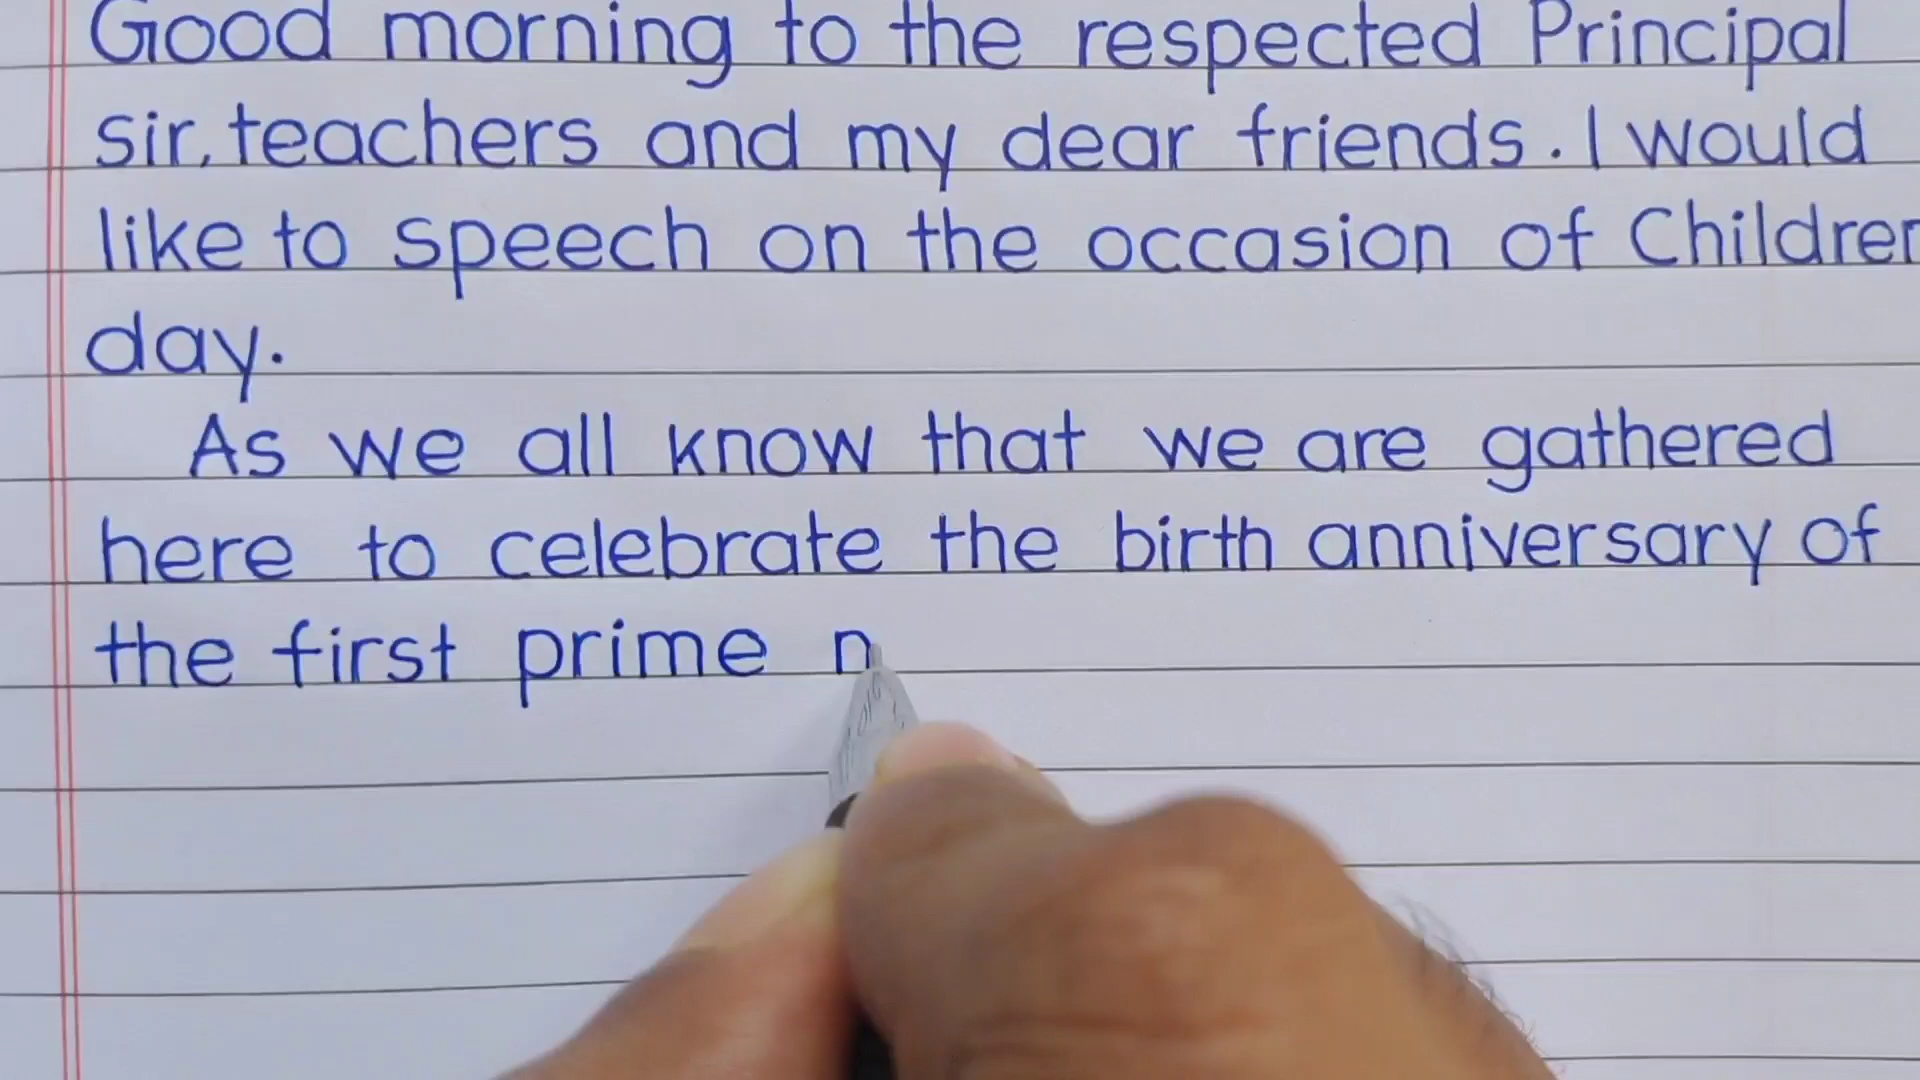 Good morning to the respected Principal
sir, teachers and my dear friends. I would
like to speech on the occasion of Children
day.
As we all know that we are gathered
here to celebrate the birth anniversary of
the first prime